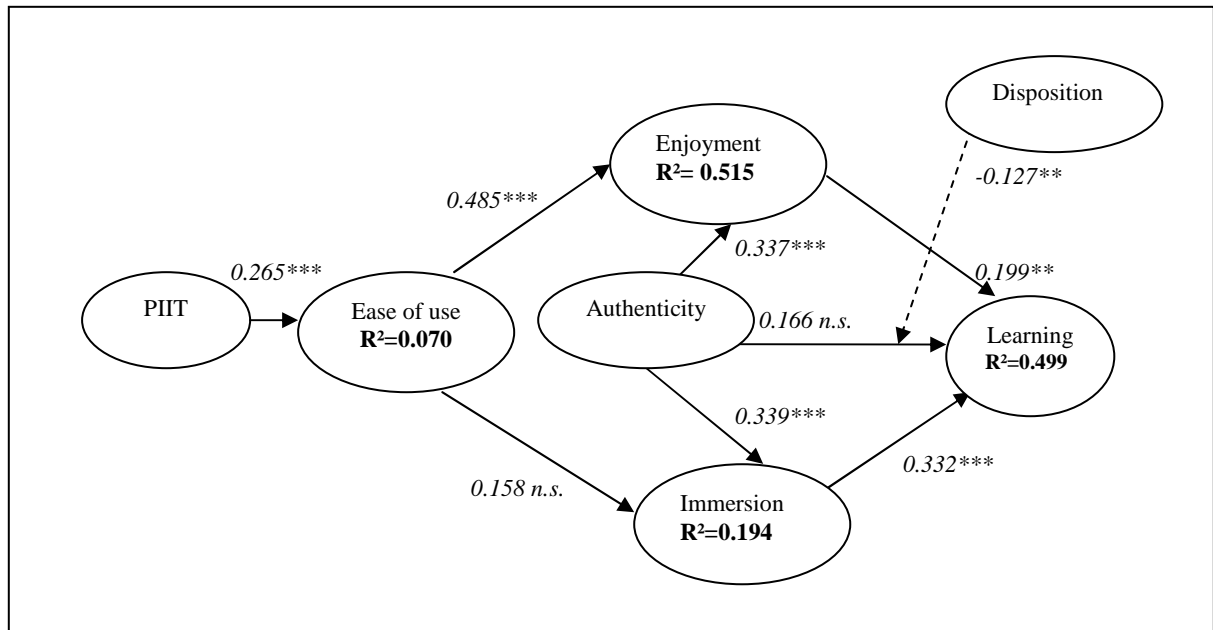 Disposition
Enjoyment
R²= 0.515
-0.127**
0.485***
0.337***
0.265***
0.199**
PIIT
Ease of use
R²=0.070
Authenticity
0.166 n.s.
Learning
R²=0.499
0.339***
0.332***
0.158 n.s.
Immersion
R²=0.194